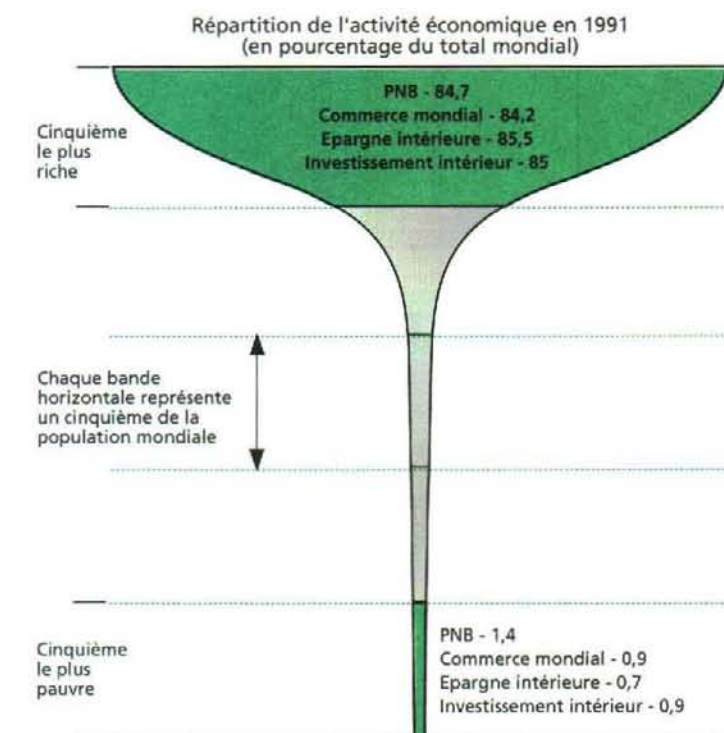 Répartition de l'activité économique en 1991
(en pourcentage du total mondial)
PNB - 84,7
Commerce mondial - 84,2
Epargne intérieure - 85,5
Investissement intérieur - 85
Cinquième
le plus
riche
Chaque bande
horizontale représente
un cinquième de la
population mondiale
Cinquième
le plus
pauvre
PNB - 1,4
Commerce mondial - 0,9
Epargne intérieure - 0,7
Investissement intérieur - 0,9